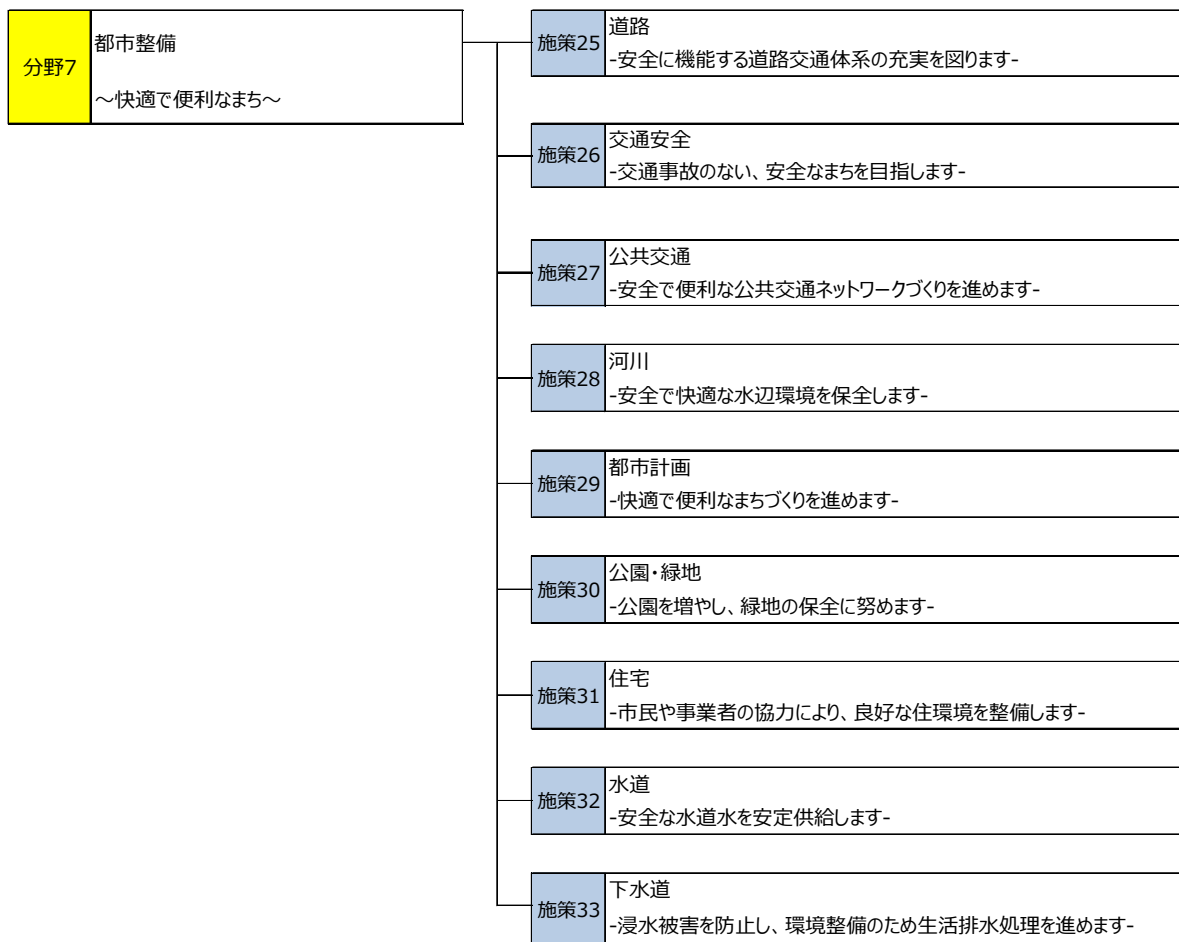 分野7
都市整備
～快適で便利なまち～
施策25
道路
-安全に機能する道路交通体系の充実を図ります-
施策26
交通安全
-交通事故のない、安全なまちを目指します-
施策27
公共交通
-安全で便利な公共交通ネットワークづくりを進めます-
施策28
河川
-安全で快適な水辺環境を保全します-
施策29
都市計画
-快適で便利なまちづくりを進めます-
施策30
公園・緑地
-公園を増やし、緑地の保全に努めます-
施策31
住宅
-市民や事業者の協力により、良好な住環境を整備します-
施策32
水道
-安全な水道水を安定供給します-
施策33
下水道
-浸水被害を防止し、環境整備のため生活排水処理を進めます-